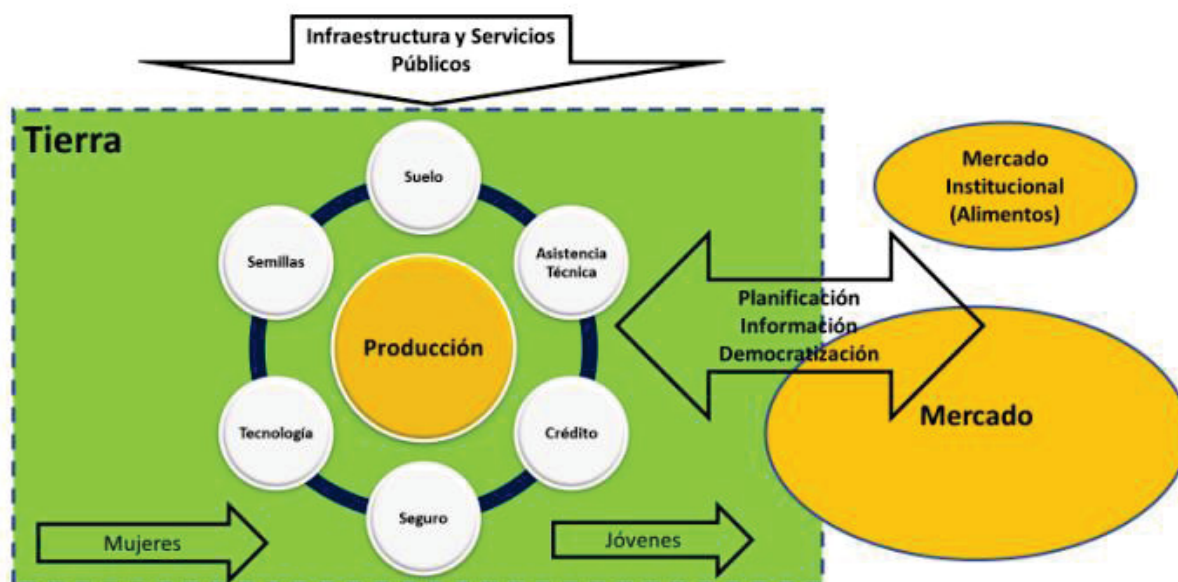 Infraestructura y Servicios
Públicos
Tierra
Suelo
Semillas
Asistencia
Técnica
Producción
Tecnología
Crédito
Seguro
Mujeres
Jóvenes
Planificación
Información
Democratización
Mercado
Institucional
(Alimentos)
Mercado